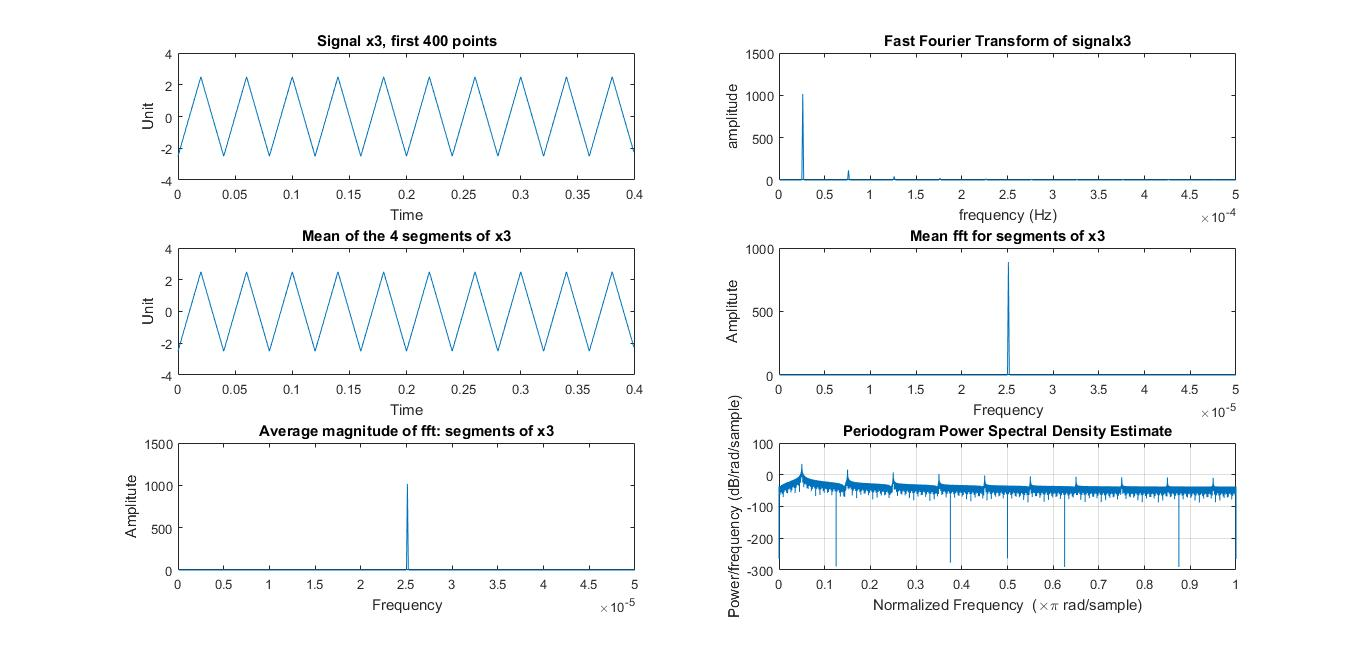 Signal x3, first 400 points
4
2
0
-2
-4
Unit
0 0.05 0.1 0.15 0.2 0.25 0.3 0.35 0.4
Time
Fast Fourier Transform of signalx3
1500
1000
500
0
amplitude
0 0.5 1 1.5 2 2.5 3 3.5 4 4.5 5
frequency (Hz)
×10-4
Mean of the 4 segments of x3
4
2
0
-2
-4
Unit
0 0.05 0.1 0.15 0.2 0.25 0.3 0.35 0.4
Time
Mean fft for segments of x3
1000
500
0
Amplitute
0 0.5 1 1.5 2 2.5 3 3.5 4 4.5 5
Frequency
×10-5
Average magnitude of fft: segments of x3
1500
1000
500
0
Amplitute
0 0.5 1 1.5 2 2.5 3 3.5 4 4.5 5
Frequency
×10-5
Periodogram Power Spectral Density Estimate
100
0
-100
-200
-300
Power/frequency (dB/rad/sample)
0 0.1 0.2 0.3 0.4 0.5 0.6 0.7 0.8 0.9 1
Normalized Frequency (×π rad/sample)